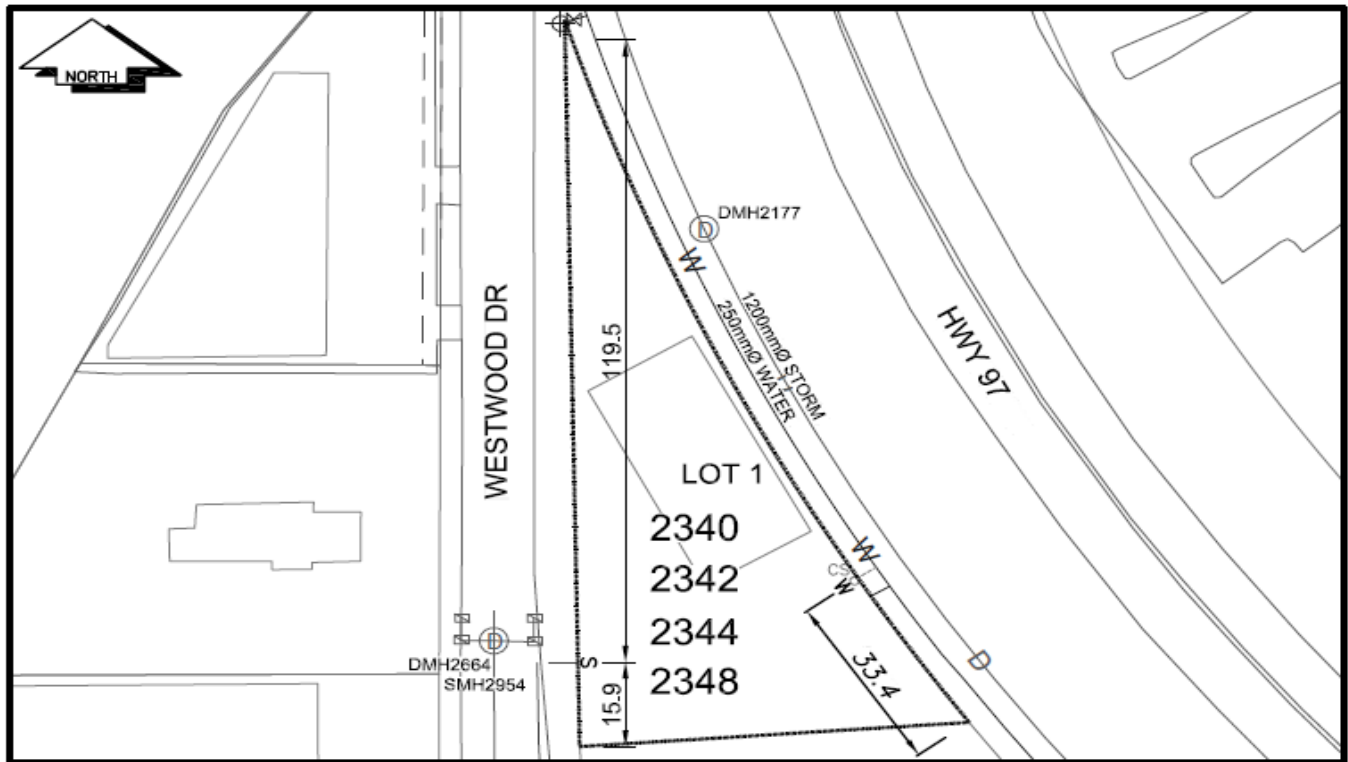 NORTH
DMH2177
D
W
WESTWOOD DR
119.5
1200mmØ STORM
250mmØ WATER
HWY 97
LOT 1
2340
2342
2344
2348
W
W
D
DMH2664
SMH2954
S
15.9
33.4
D